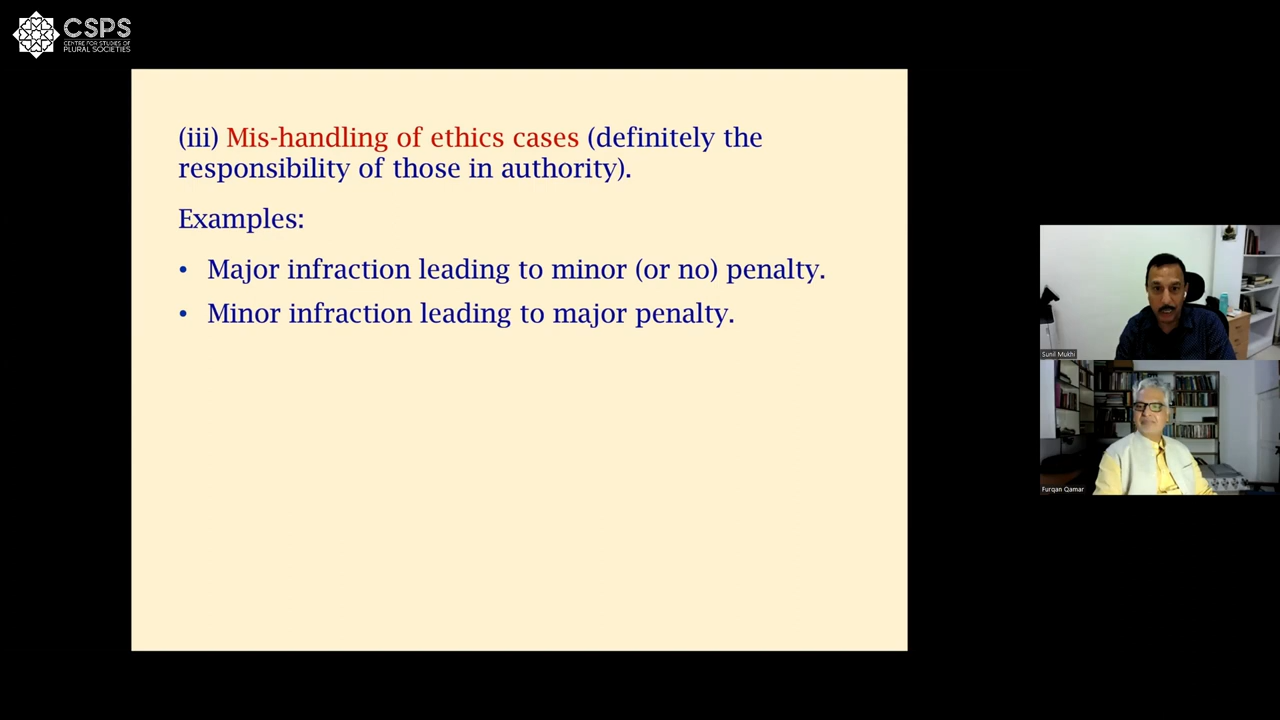 CSPS
CENTRE FOR STUDIES OF
PLURAL SOCIETIES
(iii) Mis-handling of ethics cases (definitely the
responsibility of those in authority).
Examples:
• Major infraction leading to minor (or no) penalty.
• Minor infraction leading to major penalty.
Sunil Mukhi
Furqan Qamar